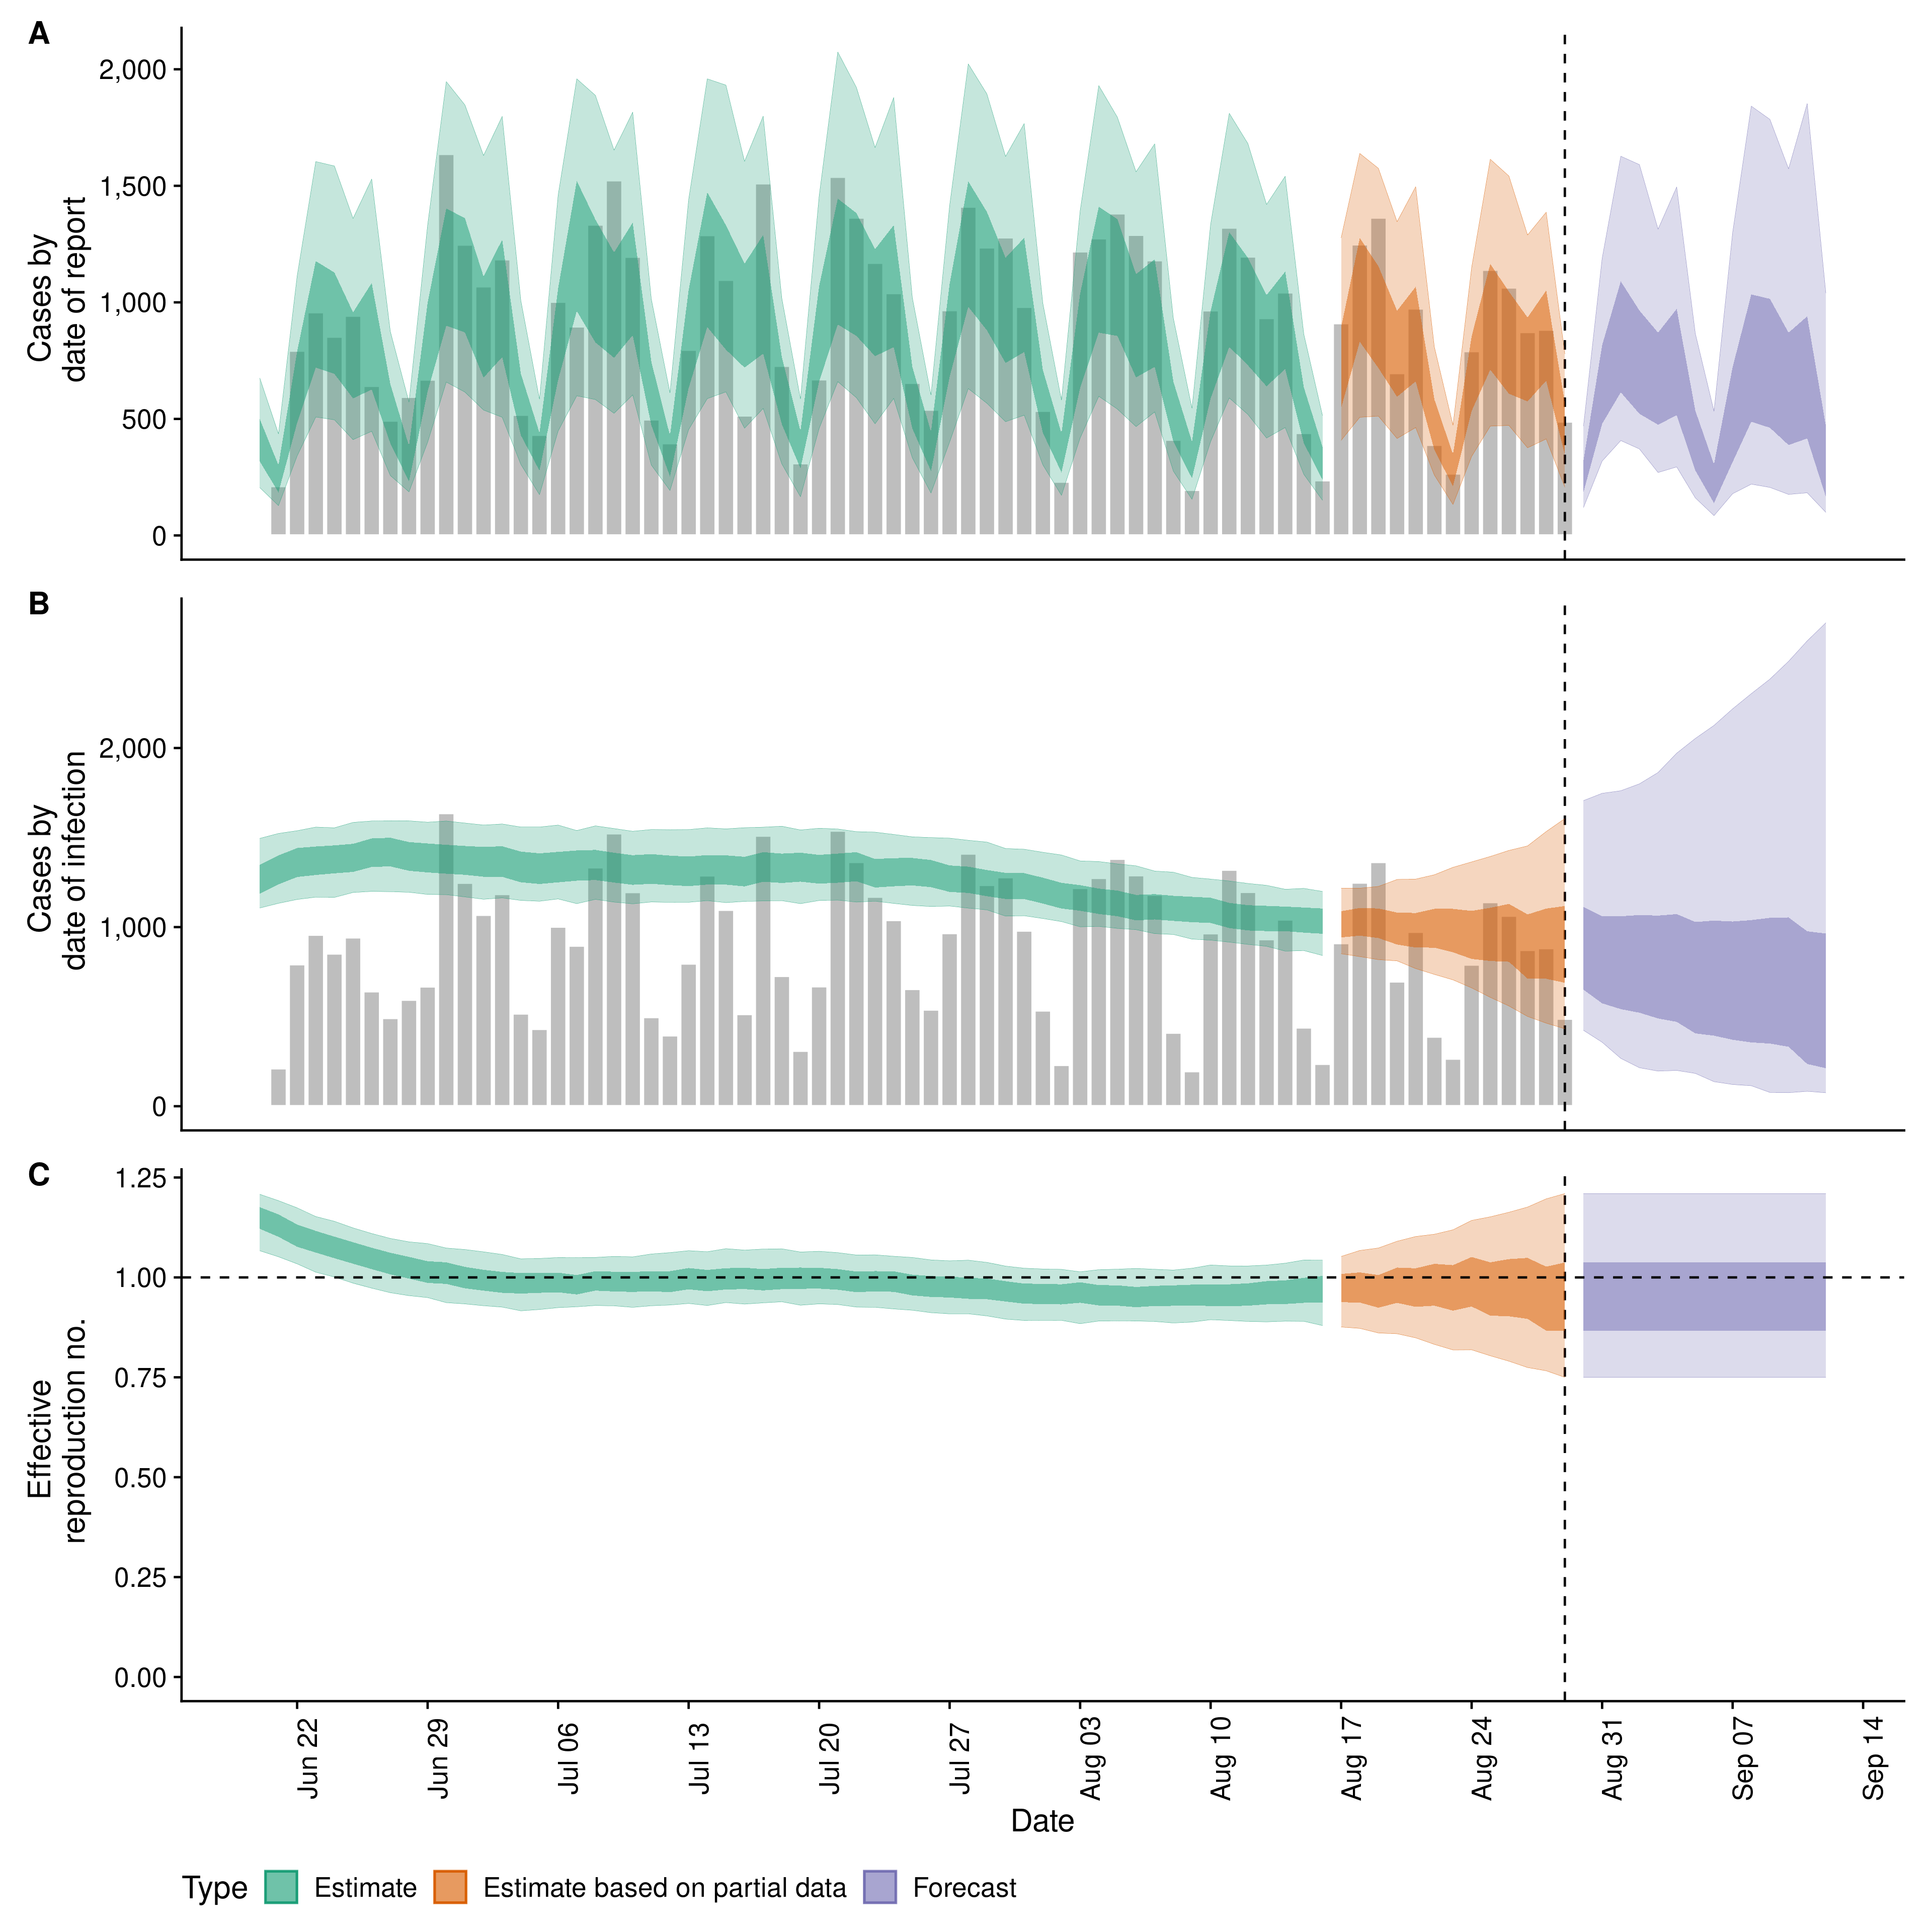 A
2,000
1,500
1,000
500
0
Cases by
date of report
B
2,000
1,000
0
Cases by
date of infection
C
1.25
1.00
0.75
0.50
0.25
0.00
Effective
reproduction no.
Jun 22
Jun 29
Jul 06
Jul 13
Jul 20
Jul 27
Aug 03
Aug 10
Aug 17
Aug 24
Aug 31
Sep 07
Sep 14
Date
Type Estimate Estimate based on partial data Forecast